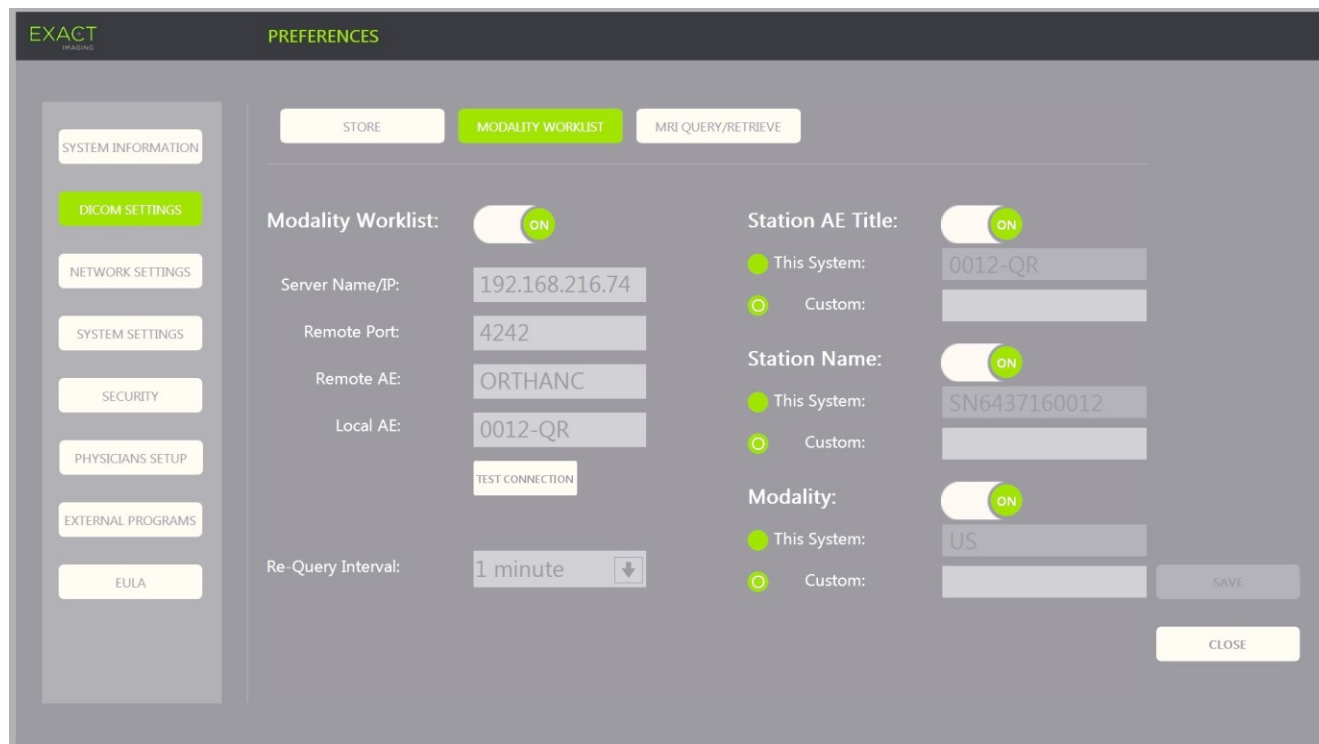 EXACT
IMAGING
PREFERENCES
SYSTEM INFORMATION
DICOM SETTINGS
NETWORK SETTINGS
SYSTEM SETTINGS
SECURITY
PHYSICIANS SETUP
EXTERNAL PROGRAMS
EULA
STORE
MODALITY WORKLIST
MRI QUERY/RETRIEVE
Modality Worklist: ON
Server Name/IP: 192.168.216.74
Remote Port: 4242
Remote AE: ORTHANC
Local AE: 0012-QR
TEST CONNECTION
Re-Query Interval: 1 minute
Station AE Title: ON
This System: 0012-QR
Custom:
Station Name: ON
This System: SN6437160012
Custom:
Modality: ON
This System: US
Custom:
SAVE
CLOSE